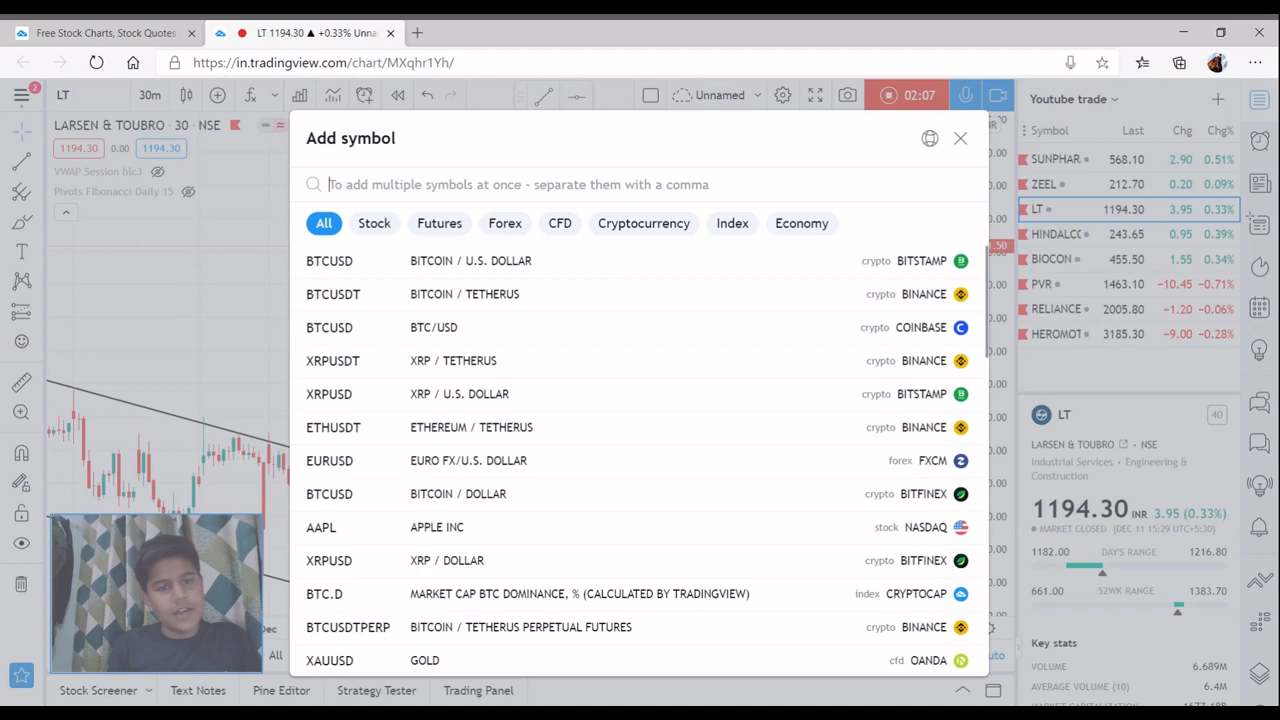 Free Stock Charts, Stock Quotes
LT 1194.30 ▲ +0.33% Unna
https://in.tradingview.com/chart/MXqhr1Yh/
2
LT
30m
Unnamed
02:07
Youtube trade
LARSEN & TOUBRO · 30 · NSE
1194.30 0.00 1194.30
VWAP Session hlc3
Pivots Fibonacci Daily 15
Add symbol
To add multiple symbols at once - separate them with a comma
All Stock Futures Forex CFD Cryptocurrency Index Economy
BTCUSD BITCOIN / U.S. DOLLAR crypto BITSTAMP
BTCUSDT BITCOIN / TETHERUS crypto BINANCE
BTCUSD BTC/USD crypto COINBASE
XRPUSDT XRP / TETHERUS crypto BINANCE
XRPUSD XRP / U.S. DOLLAR crypto BITSTAMP
ETHUSDT ETHEREUM / TETHERUS crypto BINANCE
EURUSD EURO FX/U.S. DOLLAR forex FXCM
BTCUSD BITCOIN / DOLLAR crypto BITFINEX
AAPL APPLE INC stock NASDAQ
XRPUSD XRP / DOLLAR crypto BITFINEX
BTC.D MARKET CAP BTC DOMINANCE, % (CALCULATED BY TRADINGVIEW) index CRYPTOCAP
BTCUSDTPERP BITCOIN / TETHERUS PERPETUAL FUTURES crypto BINANCE
XAUUSD GOLD cfd OANDA
Symbol Last Chg Chg%
SUNPHAR 568.10 2.90 0.51%
ZEEL 212.70 0.20 0.09%
LT 1194.30 3.95 0.33%
HINDALCO 243.65 0.95 0.39%
BIOCON 455.50 1.55 0.34%
PVR 1463.10 -10.45 -0.71%
RELIANCE 2005.80 -1.20 -0.06%
HEROMOT 3185.30 -9.00 -0.28%
LT
40
LARSEN & TOUBRO · NSE
Industrial Services · Engineering &
Construction
1194.30 INR 3.95 (0.33%)
MARKET CLOSED (DEC 11 15:29 UTC+5:30)
1182.00 DAY'S RANGE 1216.80
661.00 52WK RANGE 1383.70
Key stats
VOLUME 6.689M
AVERAGE VOLUME (10) 6.4M
Dec
All
Stock Screener Text Notes Pine Editor Strategy Tester Trading Panel